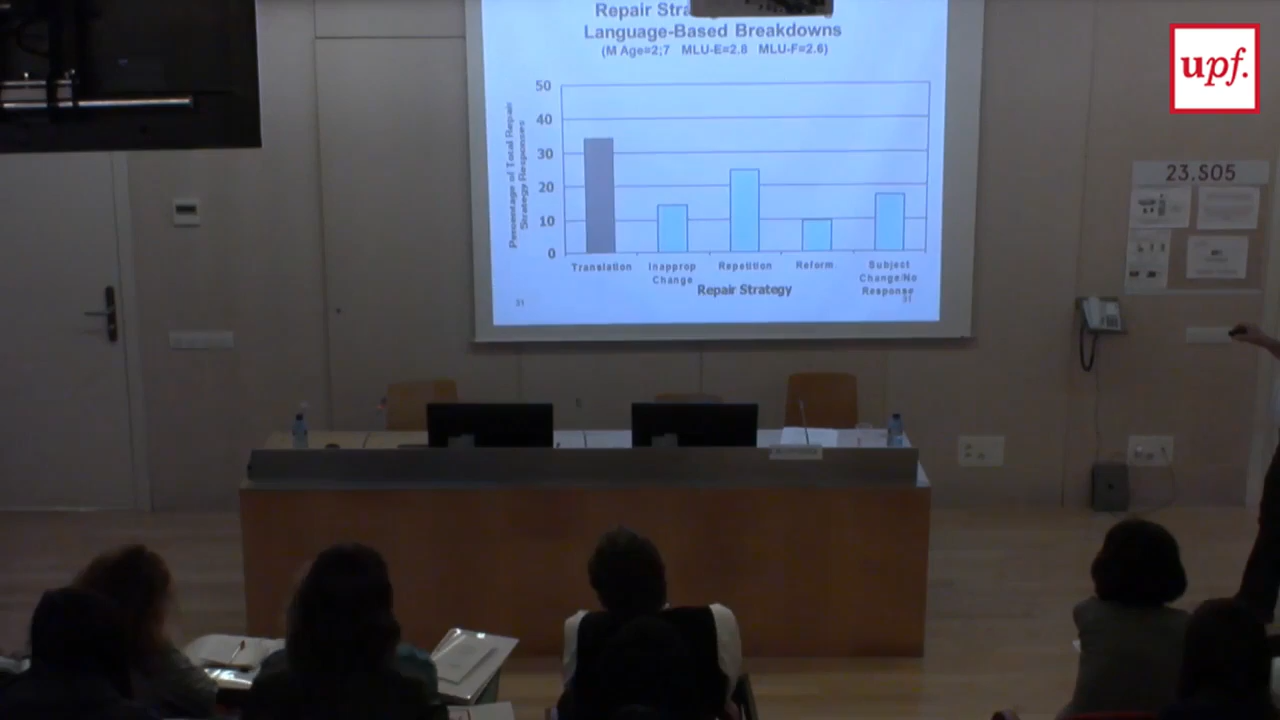 Repair Stra
Language-Based Breakdowns
(M Age=2;7 MLU-E=2.8 MLU-F=2.6)
Percentage of Total Repair
Strategy Responses
50
40
30
20
10
0
Translation
Inapprop
Change
Repetition
Reform
Subject
Change/No
Response
Repair Strategy
31
31
upf.
23.S05